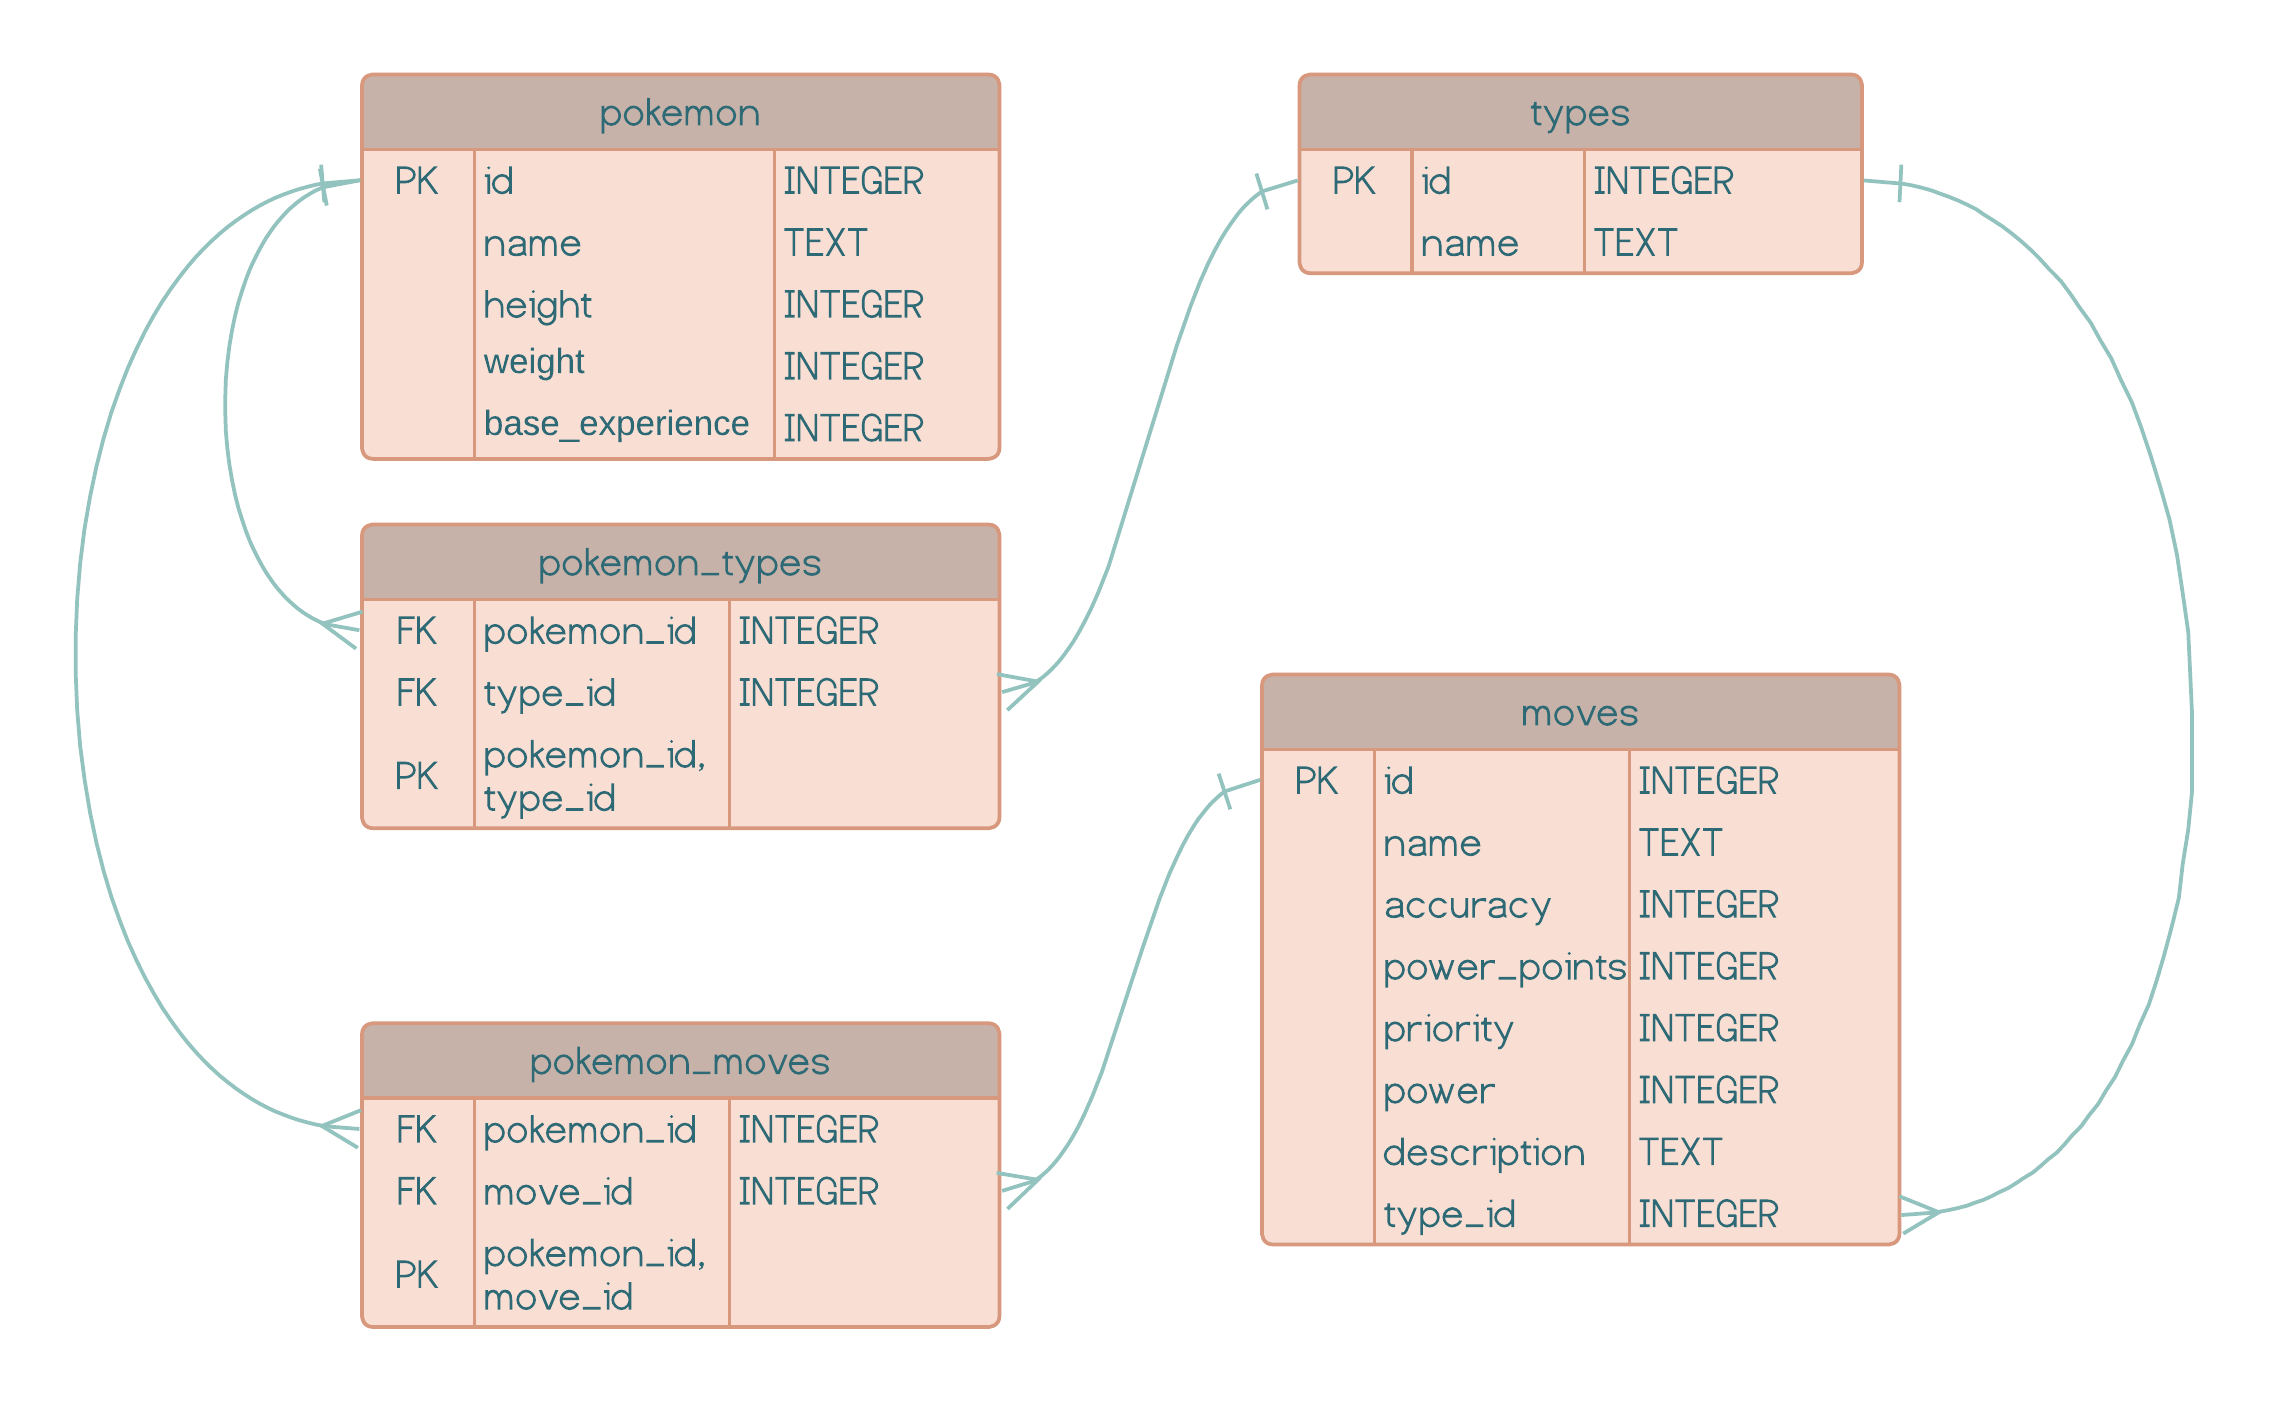 pokemon
PK id INTEGER
name TEXT
height INTEGER
weight INTEGER
base_experience INTEGER
types
PK id INTEGER
name TEXT
pokemon_types
FK pokemon_id INTEGER
FK type_id INTEGER
PK pokemon_id,
type_id
moves
PK id INTEGER
name TEXT
accuracy INTEGER
power_points INTEGER
priority INTEGER
power INTEGER
description TEXT
type_id INTEGER
pokemon_moves
FK pokemon_id INTEGER
FK move_id INTEGER
PK pokemon_id,
move_id